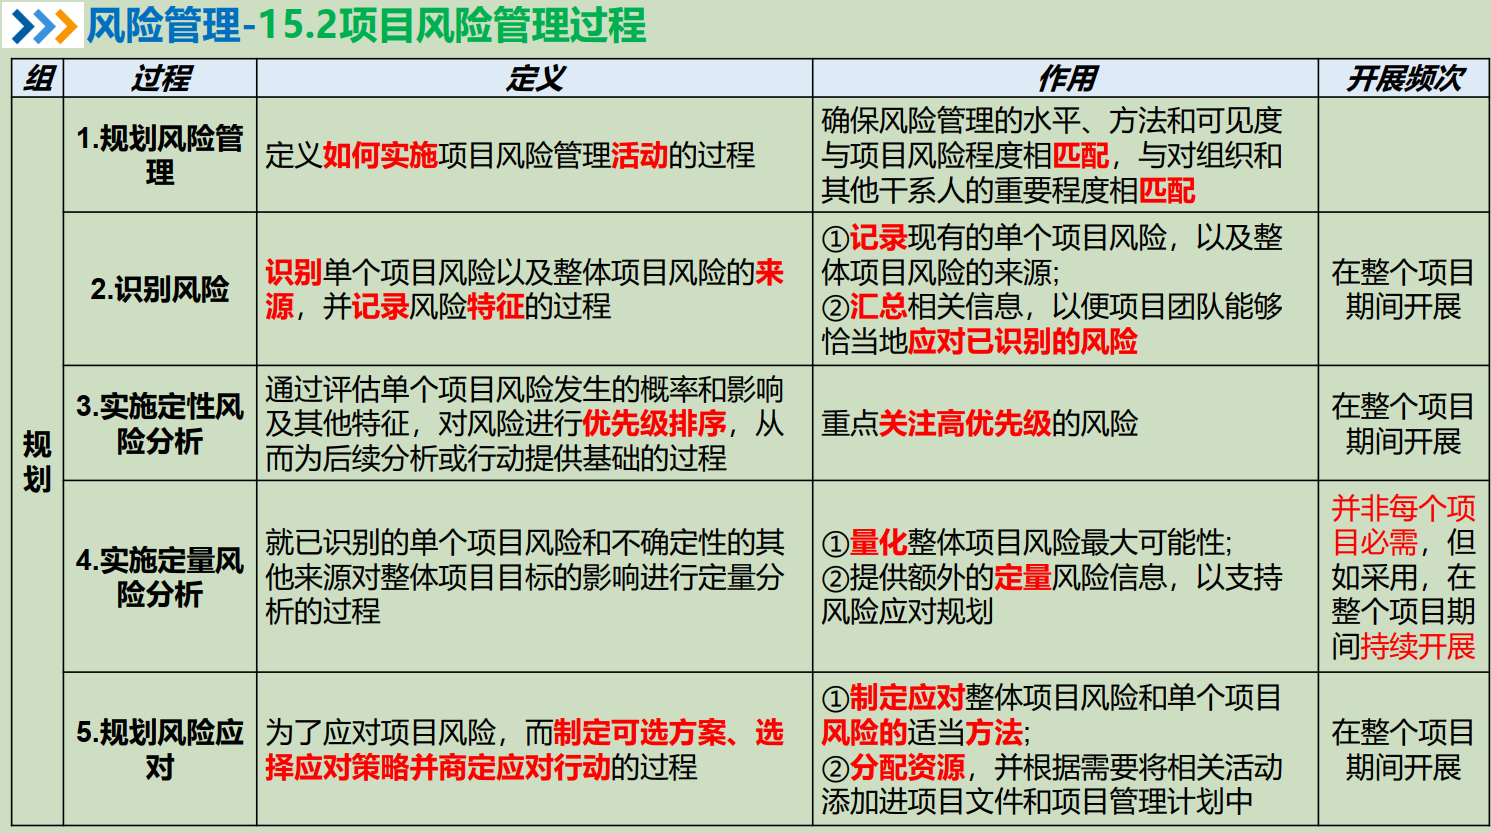 风险管理-15.2项目风险管理过程
组 过程 定义 作用 开展频次
规
划
1.规划风险管
理
定义如何实施项目风险管理活动的过程
确保风险管理的水平、方法和可见度
与项目风险程度相匹配，与对组织和
其他干系人的重要程度相匹配
2.识别风险
识别单个项目风险以及整体项目风险的来
源，并记录风险特征的过程
①记录现有的单个项目风险，以及整
体项目风险的来源;
②汇总相关信息，以便项目团队能够
恰当地应对已识别的风险
在整个项目
期间开展
3.实施定性风
险分析
通过评估单个项目风险发生的概率和影响
及其他特征，对风险进行优先级排序，从
而为后续分析或行动提供基础的过程
重点关注高优先级的风险
在整个项目
期间开展
4.实施定量风
险分析
就已识别的单个项目风险和不确定性的其
他来源对整体项目目标的影响进行定量分
析的过程
①量化整体项目风险最大可能性;
②提供额外的定量风险信息，以支持
风险应对规划
并非每个项
目必需，但
如采用，在
整个项目期
间持续开展
5.规划风险应
对
为了应对项目风险，而制定可选方案、选
择应对策略并商定应对行动的过程
①制定应对整体项目风险和单个项目
风险的适当方法;
②分配资源，并根据需要将相关活动
添加进项目文件和项目管理计划中
在整个项目
期间开展